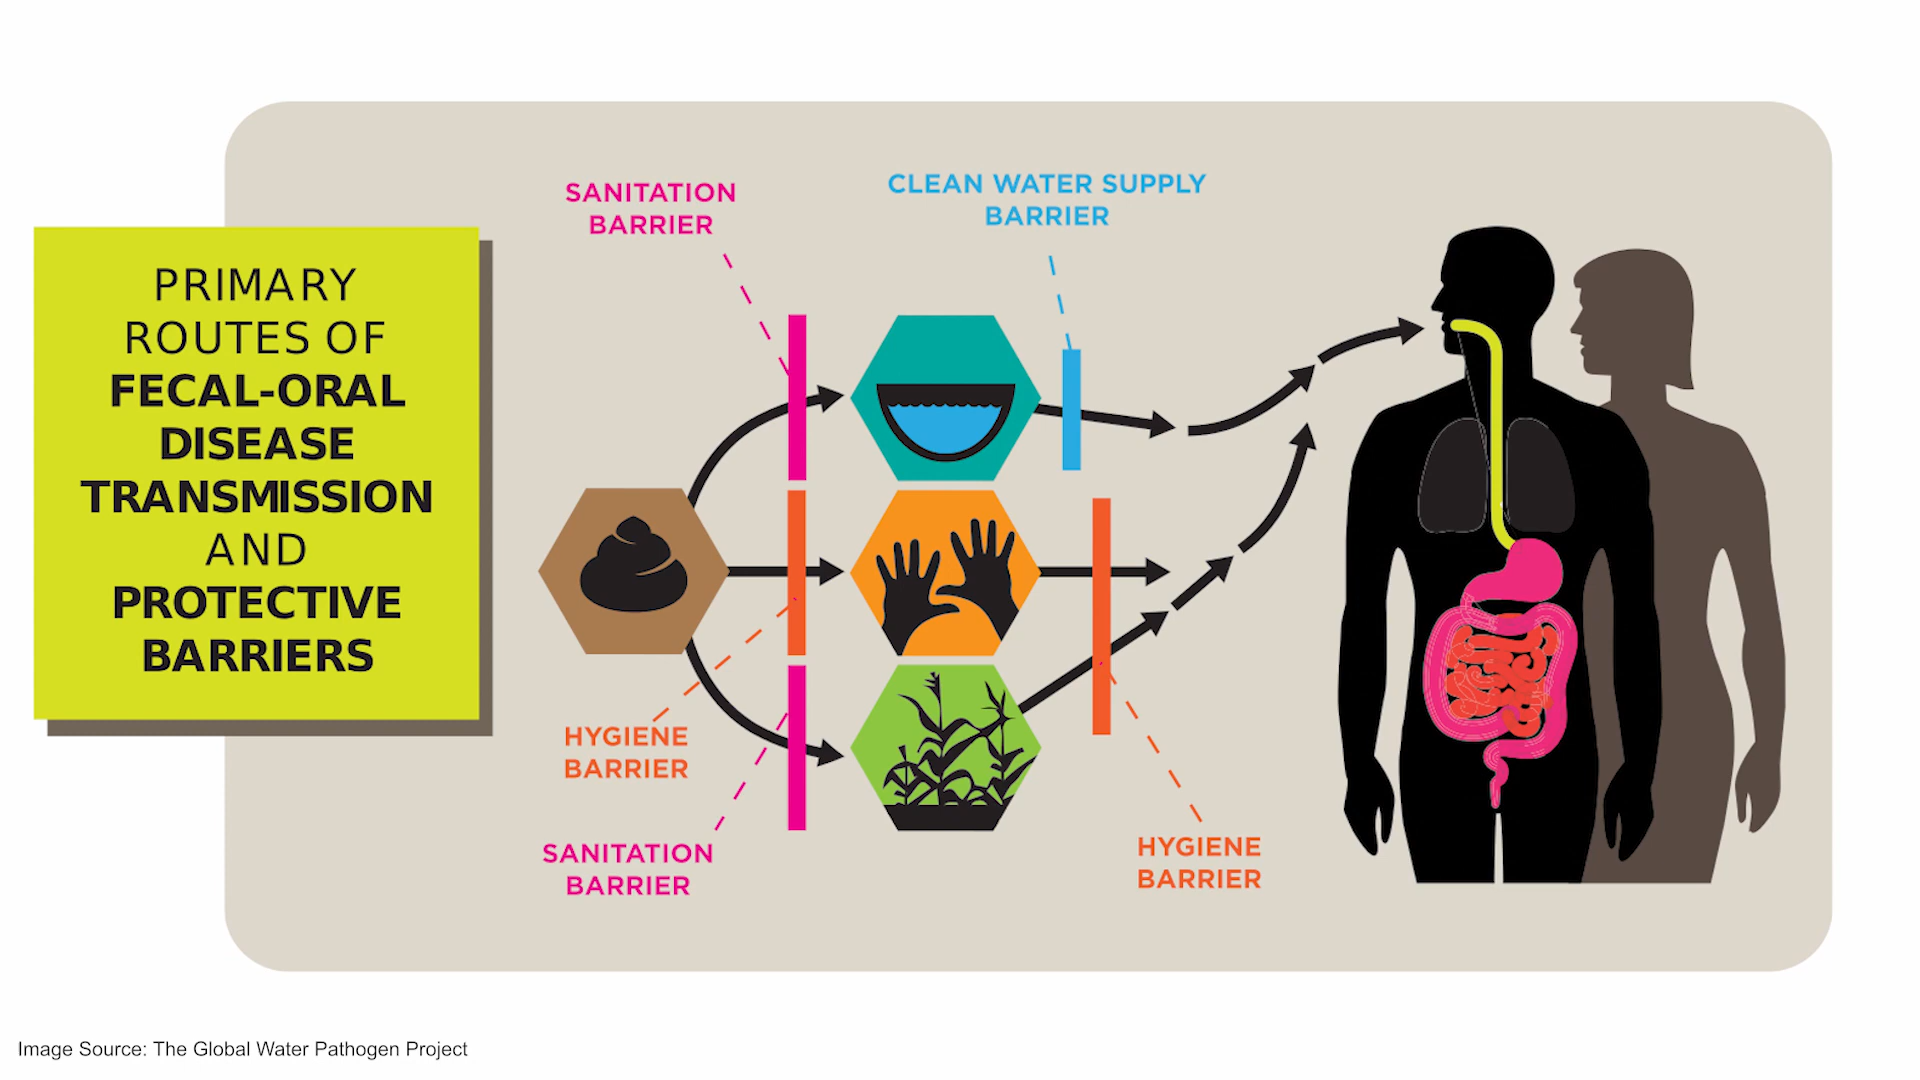 PRIMARY
ROUTES OF
FECAL-ORAL
DISEASE
TRANSMISSION
AND
PROTECTIVE
BARRIERS
SANITATION
BARRIER
CLEAN WATER SUPPLY
BARRIER
HYGIENE
BARRIER
SANITATION
BARRIER
HYGIENE
BARRIER
Image Source: The Global Water Pathogen Project